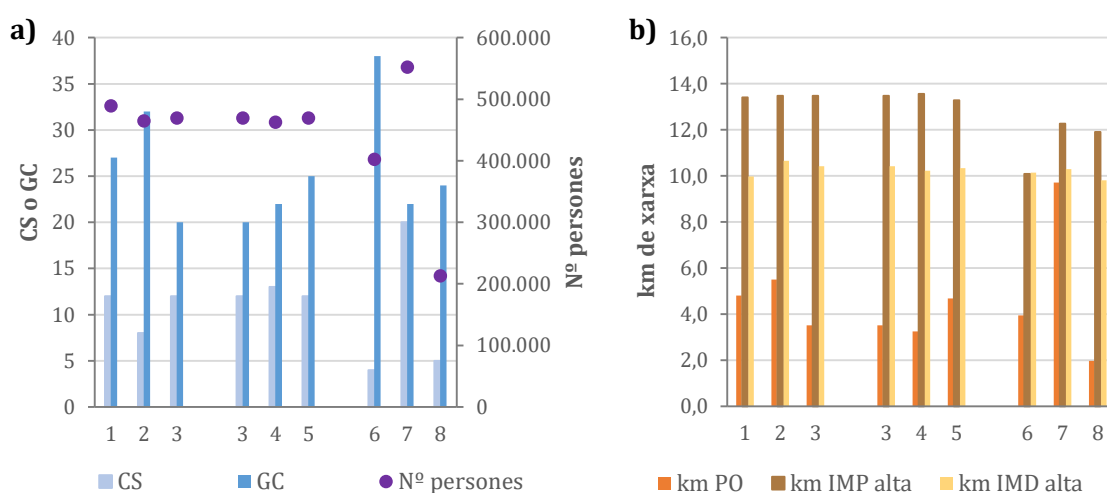 a)
40
35
30
25
20
15
10
5
0
CS o GC
600.000
500.000
400.000
300.000
200.000
100.000
0
Nº persones
1 2 3 3 4 5 6 7 8
CS GC Nº persones
b)
16,0
14,0
12,0
10,0
8,0
6,0
4,0
2,0
0,0
km de xarxa
1 2 3 3 4 5 6 7 8
km PO km IMP alta km IMD alta